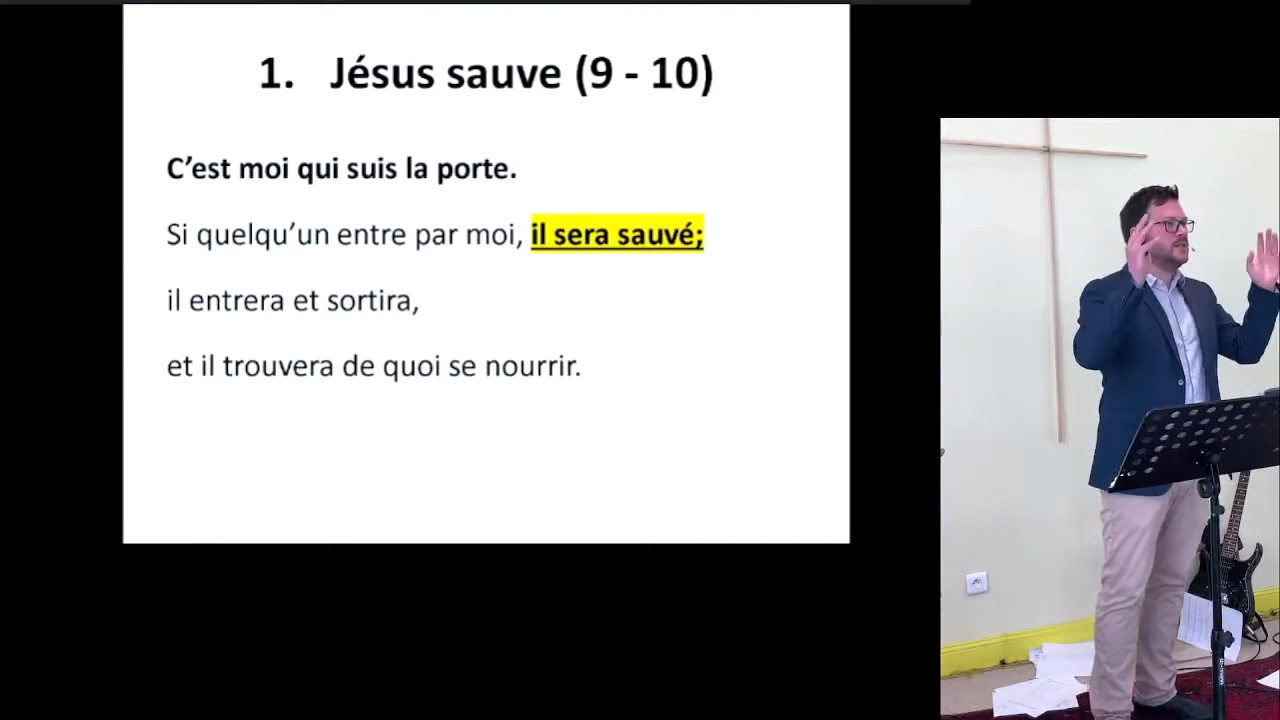 1. Jésus sauve (9 - 10)
C’est moi qui suis la porte.
Si quelqu’un entre par moi, il sera sauvé;
il entrera et sortira,
et il trouvera de quoi se nourrir.